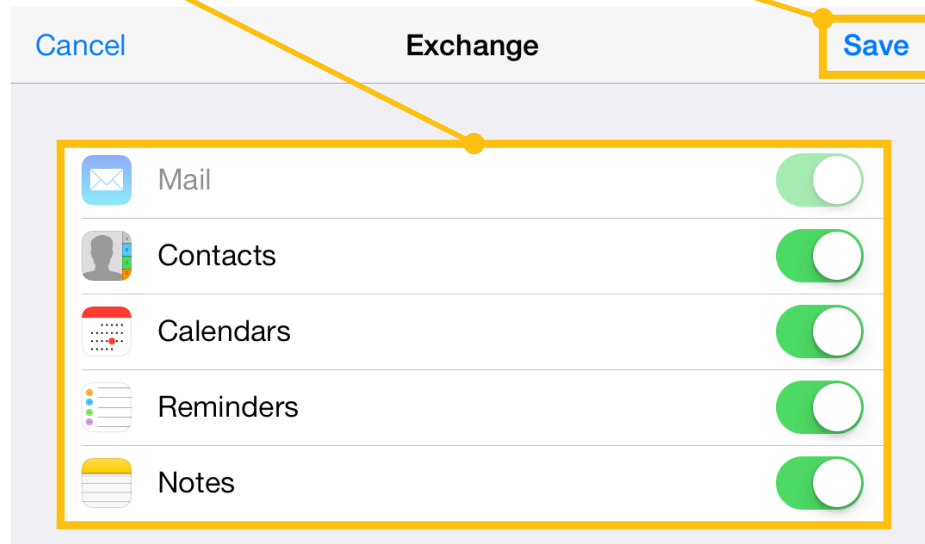 Cancel Exchange Save
Mail
Contacts
Calendars
Reminders
Notes